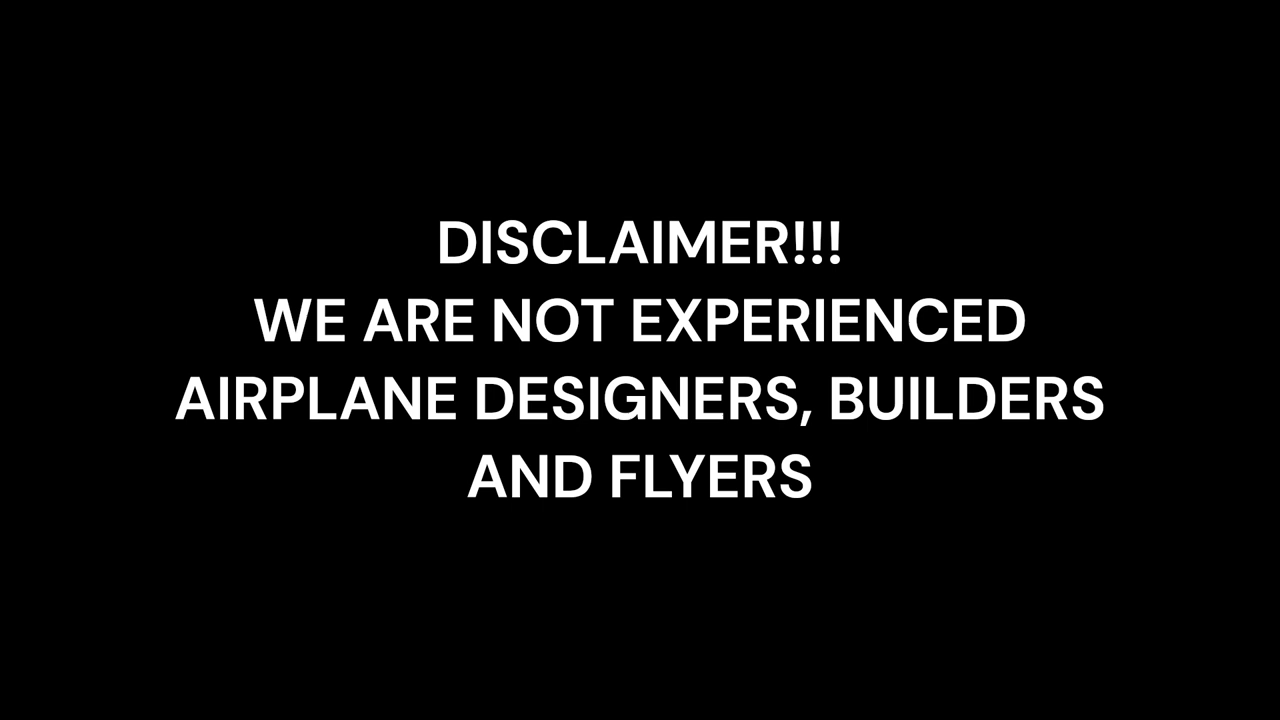 DISCLAIMER!!!
WE ARE NOT EXPERIENCED
AIRPLANE DESIGNERS, BUILDERS
AND FLYERS